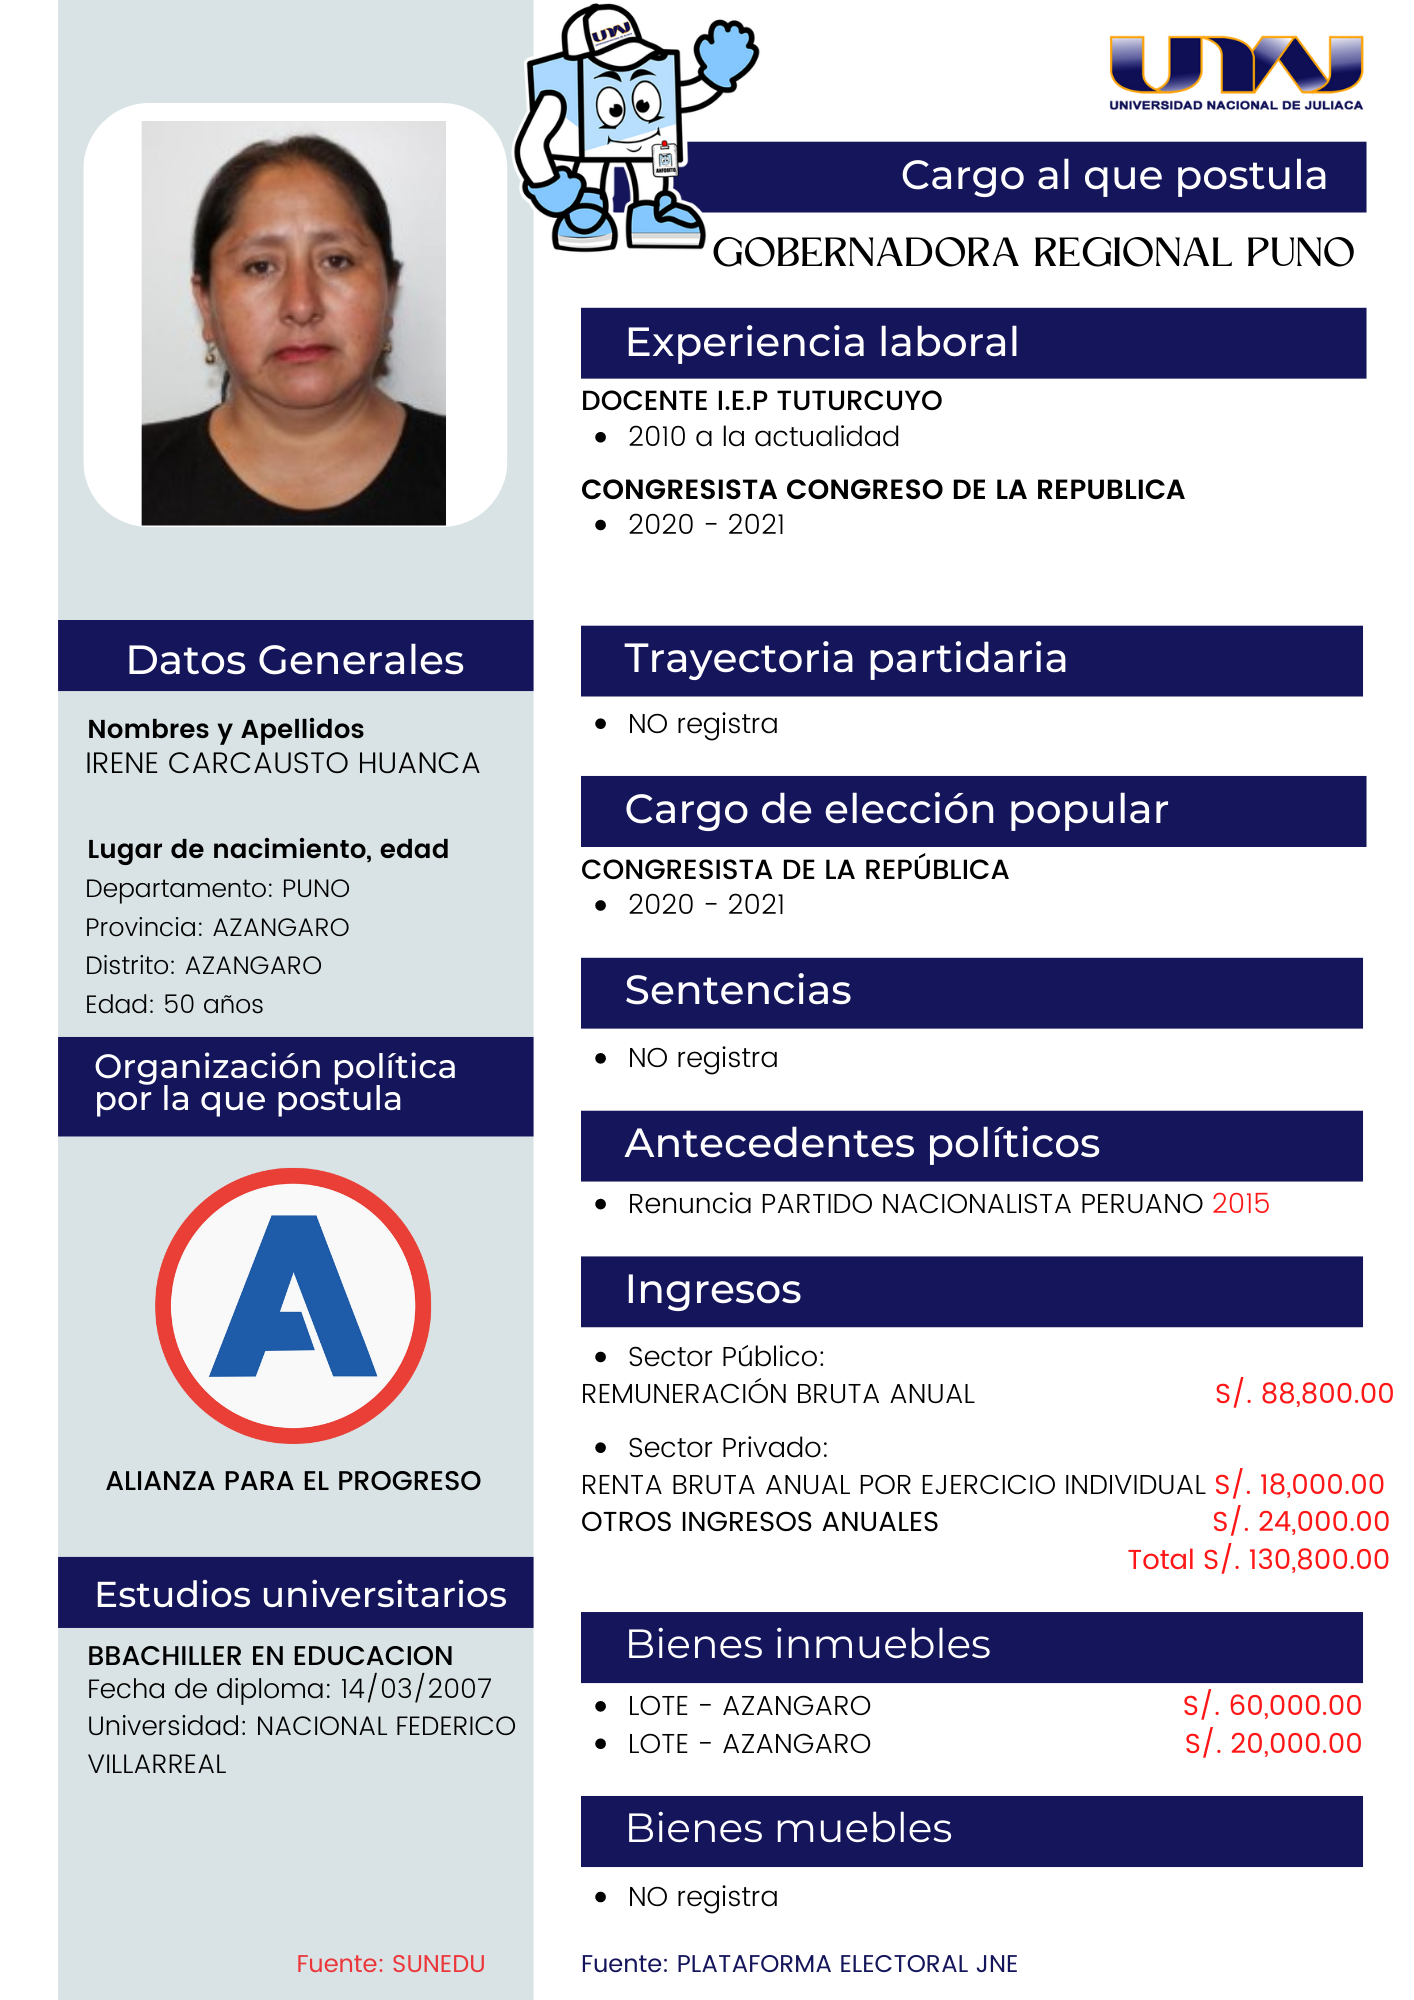 UNAJ
UNIVERSIDAD NACIONAL DE JULIACA
UNAJ
ANFORITO
Cargo al que postula
GOBERNADORA REGIONAL PUNO
Experiencia laboral
DOCENTE I.E.P TUTURCUYO
• 2010 a la actualidad
CONGRESISTA CONGRESO DE LA REPUBLICA
• 2020 - 2021
Datos Generales
Nombres y Apellidos
IRENE CARCAUSTO HUANCA
Lugar de nacimiento, edad
Departamento: PUNO
Provincia: AZANGARO
Distrito: AZANGARO
Edad: 50 años
Organización política
por la que postula
A
ALIANZA PARA EL PROGRESO
Estudios universitarios
BBACHILLER EN EDUCACION
Fecha de diploma: 14/03/2007
Universidad: NACIONAL FEDERICO
VILLARREAL
Fuente: SUNEDU
Trayectoria partidaria
• NO registra
Cargo de elección popular
CONGRESISTA DE LA REPÚBLICA
• 2020 - 2021
Sentencias
• NO registra
Antecedentes políticos
• Renuncia PARTIDO NACIONALISTA PERUANO 2015
Ingresos
• Sector Público:
REMUNERACIÓN BRUTA ANUAL S/. 88,800.00
• Sector Privado:
RENTA BRUTA ANUAL POR EJERCICIO INDIVIDUAL S/. 18,000.00
OTROS INGRESOS ANUALES S/. 24,000.00
Total S/. 130,800.00
Bienes inmuebles
• LOTE - AZANGARO S/. 60,000.00
• LOTE - AZANGARO S/. 20,000.00
Bienes muebles
• NO registra
Fuente: PLATAFORMA ELECTORAL JNE